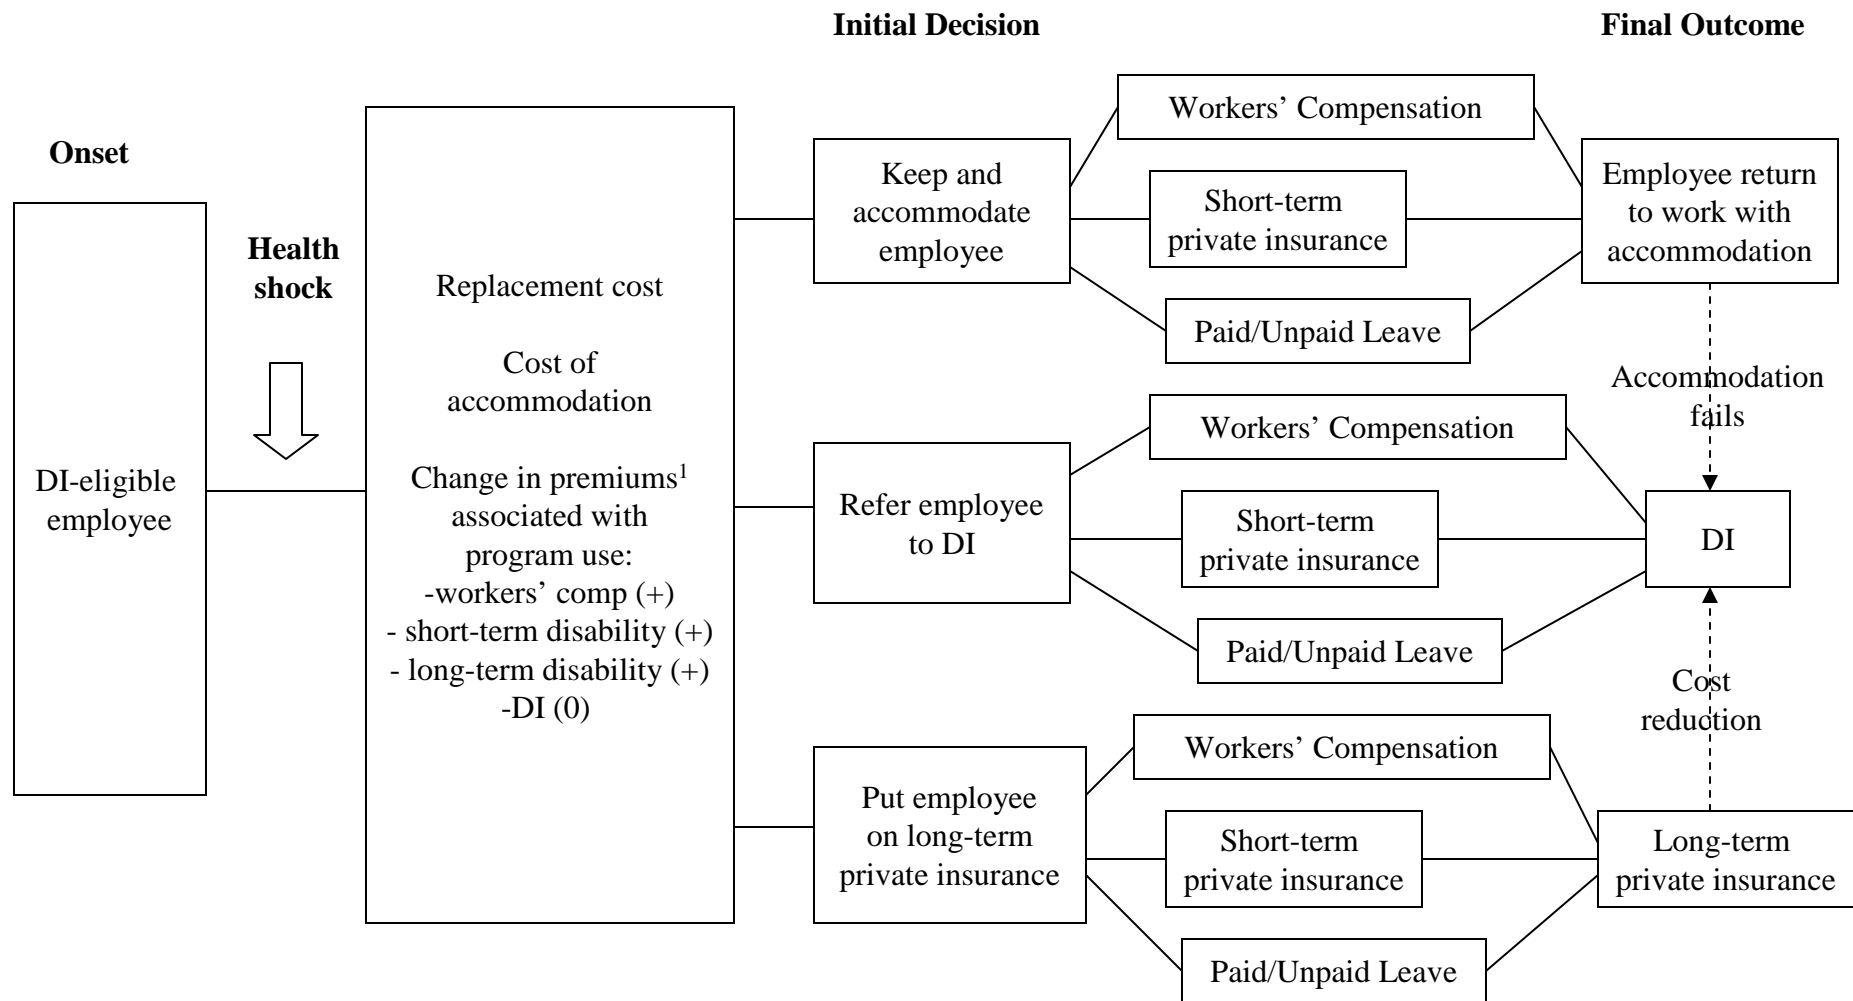 Initial Decision
Final Outcome
Onset
Health
shock
DI-eligible
employee
Replacement cost
Cost of
accommodation
Change in premiums¹
associated with
program use:
-workers’ comp (+)
- short-term disability (+)
- long-term disability (+)
-DI (0)
Keep and
accommodate
employee
Workers’ Compensation
Short-term
private insurance
Paid/Unpaid Leave
Employee return
to work with
accommodation
Accommodation
fails
Refer employee
to DI
Workers’ Compensation
Short-term
private insurance
Paid/Unpaid Leave
DI
Cost
reduction
Put employee
on long-term
private insurance
Workers’ Compensation
Short-term
private insurance
Paid/Unpaid Leave
Long-term
private insurance